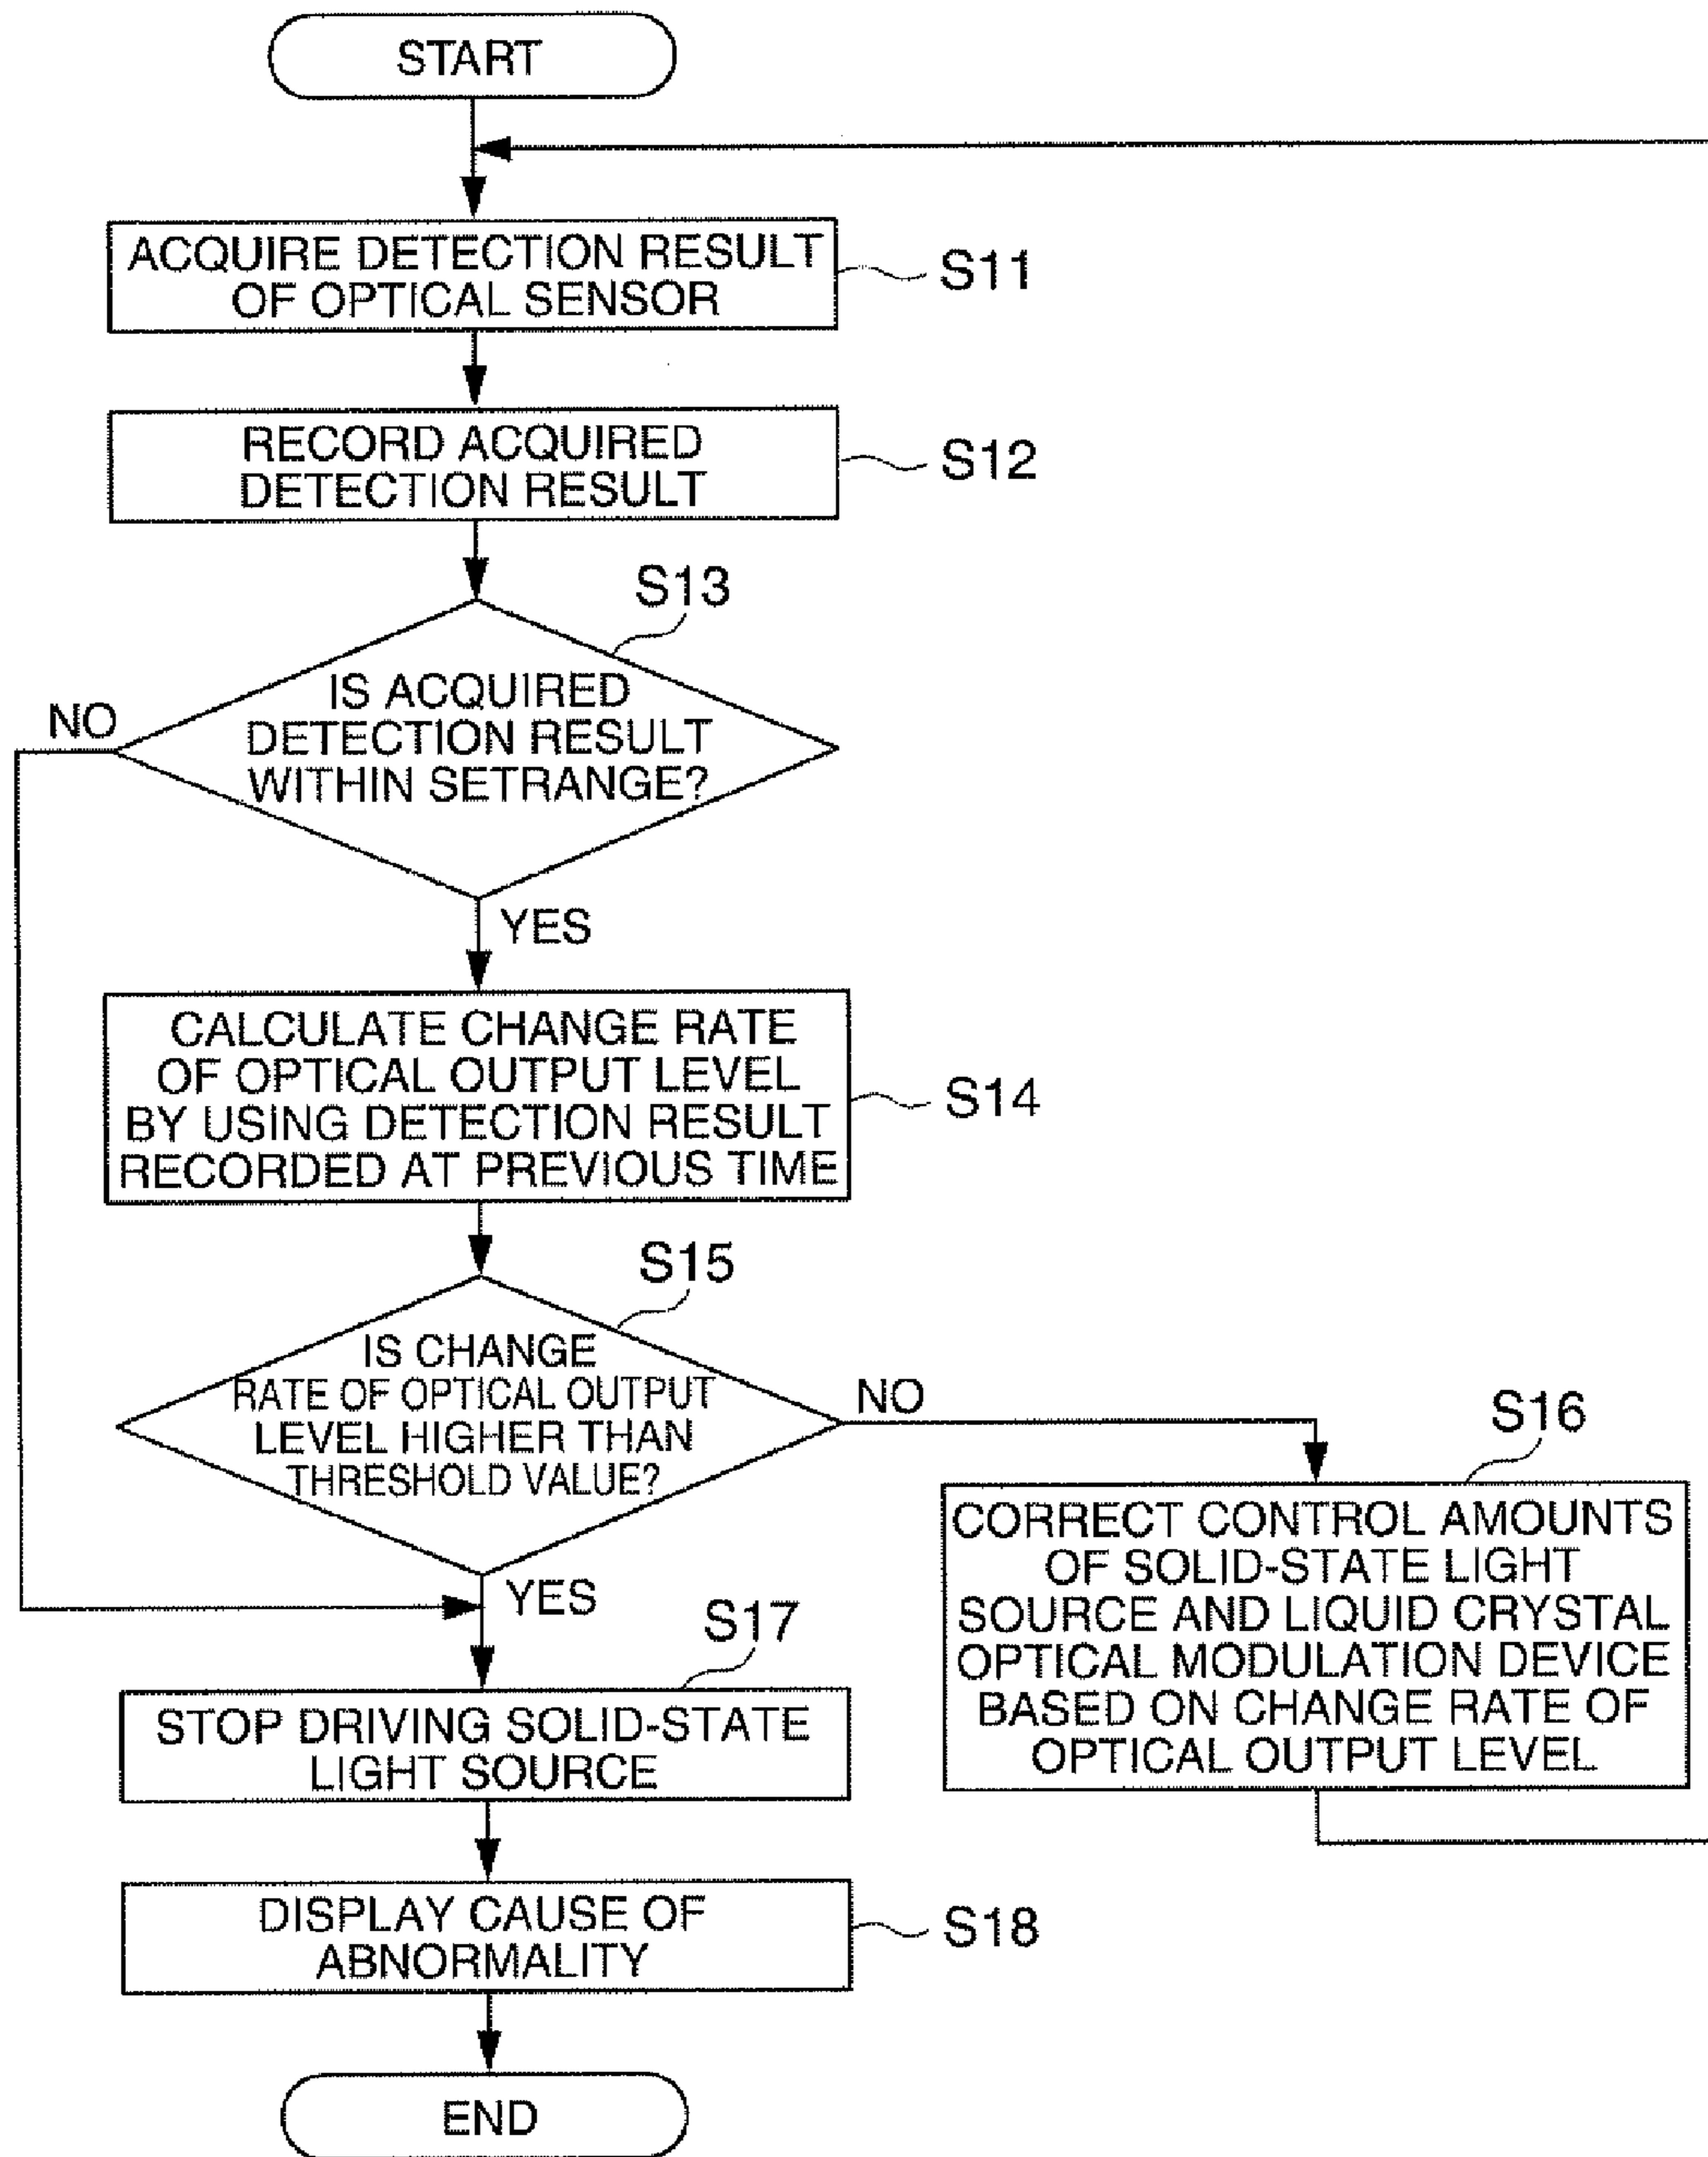 START
ACQUIRE DETECTION RESULT
OF OPTICAL SENSOR
S11
RECORD ACQUIRED
DETECTION RESULT
S12
S13
IS ACQUIRED
DETECTION RESULT
WITHIN SETRANGE?
NO
YES
CALCULATE CHANGE RATE
OF OPTICAL OUTPUT LEVEL
BY USING DETECTION RESULT
RECORDED AT PREVIOUS TIME
S14
S15
IS CHANGE
RATE OF OPTICAL OUTPUT
LEVEL HIGHER THAN
THRESHOLD VALUE?
NO
S16
CORRECT CONTROL AMOUNTS
OF SOLID-STATE LIGHT
SOURCE AND LIQUID CRYSTAL
OPTICAL MODULATION DEVICE
BASED ON CHANGE RATE OF
OPTICAL OUTPUT LEVEL
YES
S17
STOP DRIVING SOLID-STATE
LIGHT SOURCE
DISPLAY CAUSE OF
ABNORMALITY
S18
END